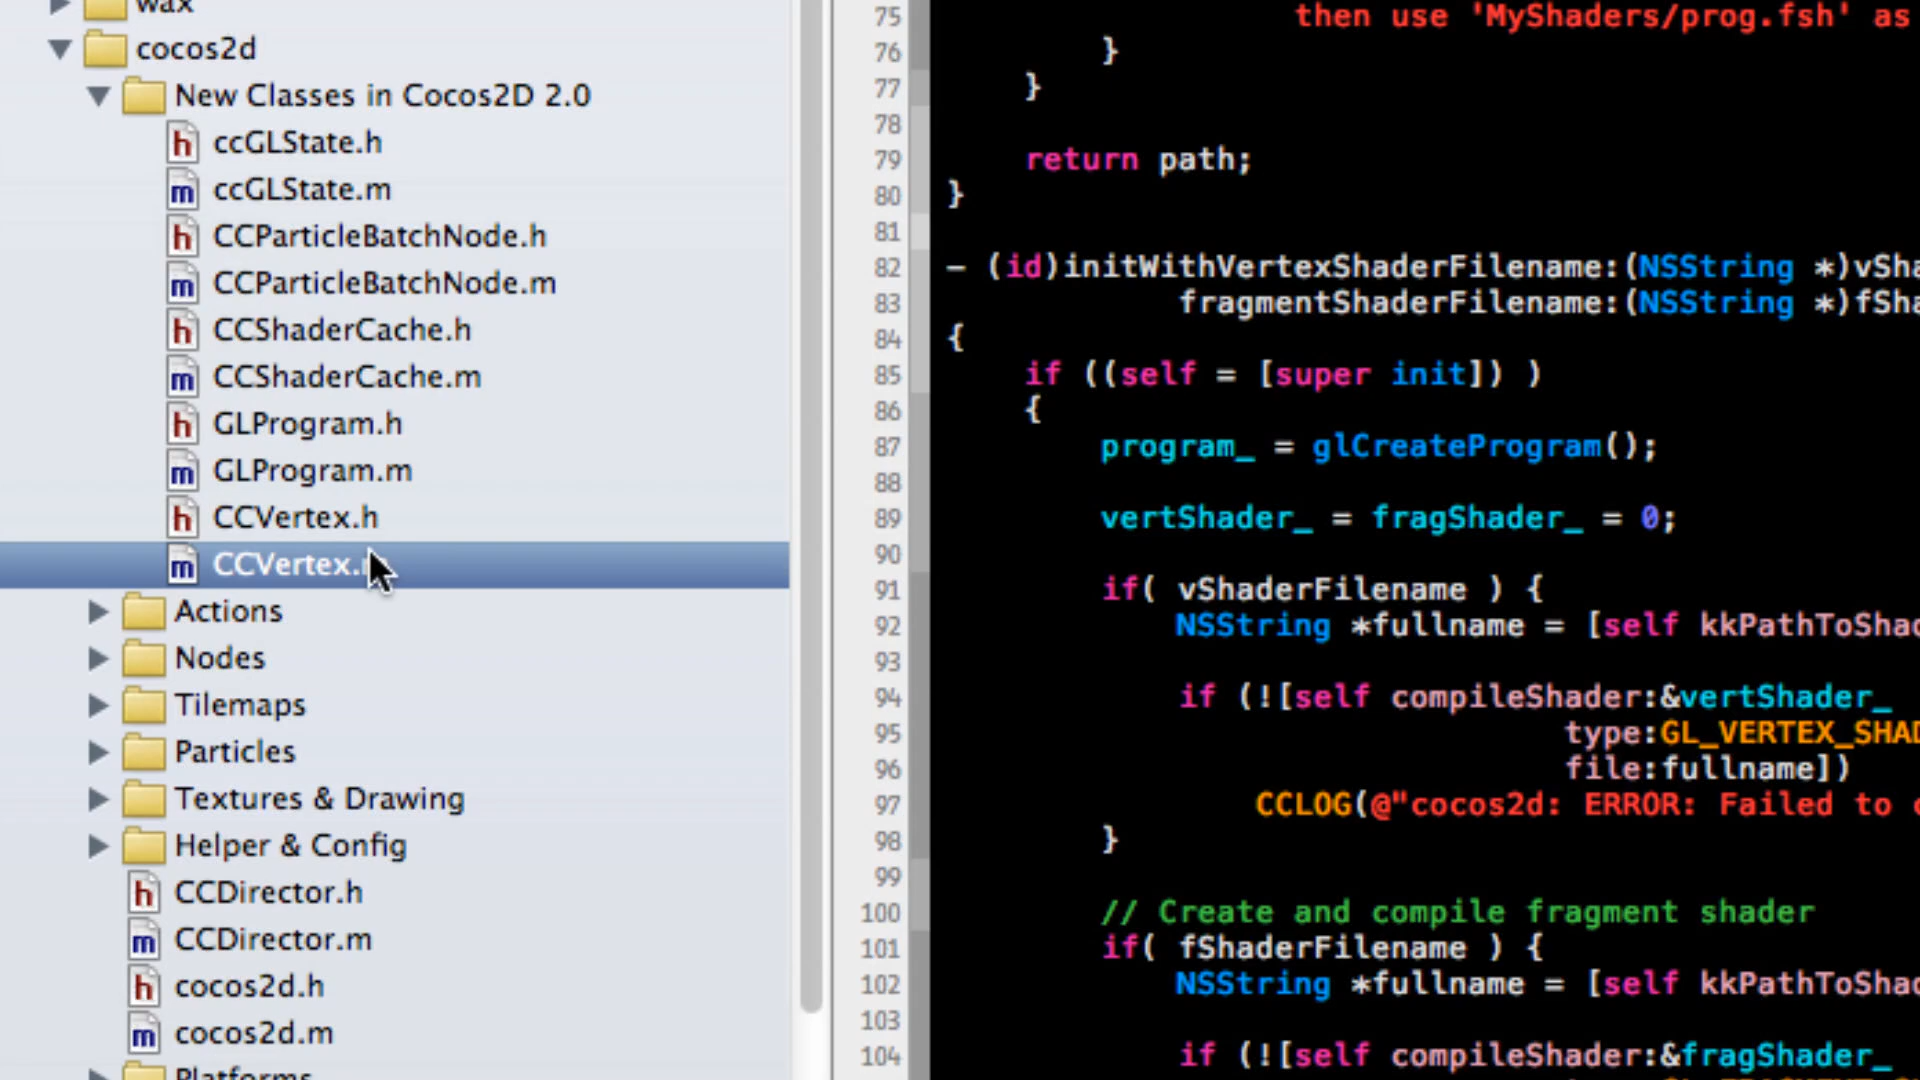 wax
cocos2d
New Classes in Cocos2D 2.0
h ccGLState.h
m ccGLState.m
h CCParticleBatchNode.h
m CCParticleBatchNode.m
h CCShaderCache.h
m CCShaderCache.m
h GLProgram.h
m GLProgram.m
h CCVertex.h
m CCVertex.
Actions
Nodes
Tilemaps
Particles
Textures & Drawing
Helper & Config
h CCDirector.h
m CCDirector.m
h cocos2d.h
m cocos2d.m
Platforms
75 then use 'MyShaders/prog.fsh' as
76 }
77 }
78
79 return path;
80 }
81
82 - (id)initWithVertexShaderFilename:(NSString *)vSha
83 fragmentShaderFilename:(NSString *)fSha
84 {
85 if ((self = [super init]) )
86 {
87 program_ = glCreateProgram();
88
89 vertShader_ = fragShader_ = 0;
90
91 if( vShaderFilename ) {
92 NSString *fullname = [self kkPathToShad
93
94 if (![self compileShader:&vertShader_
95 type:GL_VERTEX_SHAD
96 file:fullname])
97 CCLOG(@"cocos2d: ERROR: Failed to
98 }
99
100 // Create and compile fragment shader
101 if( fShaderFilename ) {
102 NSString *fullname = [self kkPathToShad
103
104 if (![self compileShader:&fragShader_